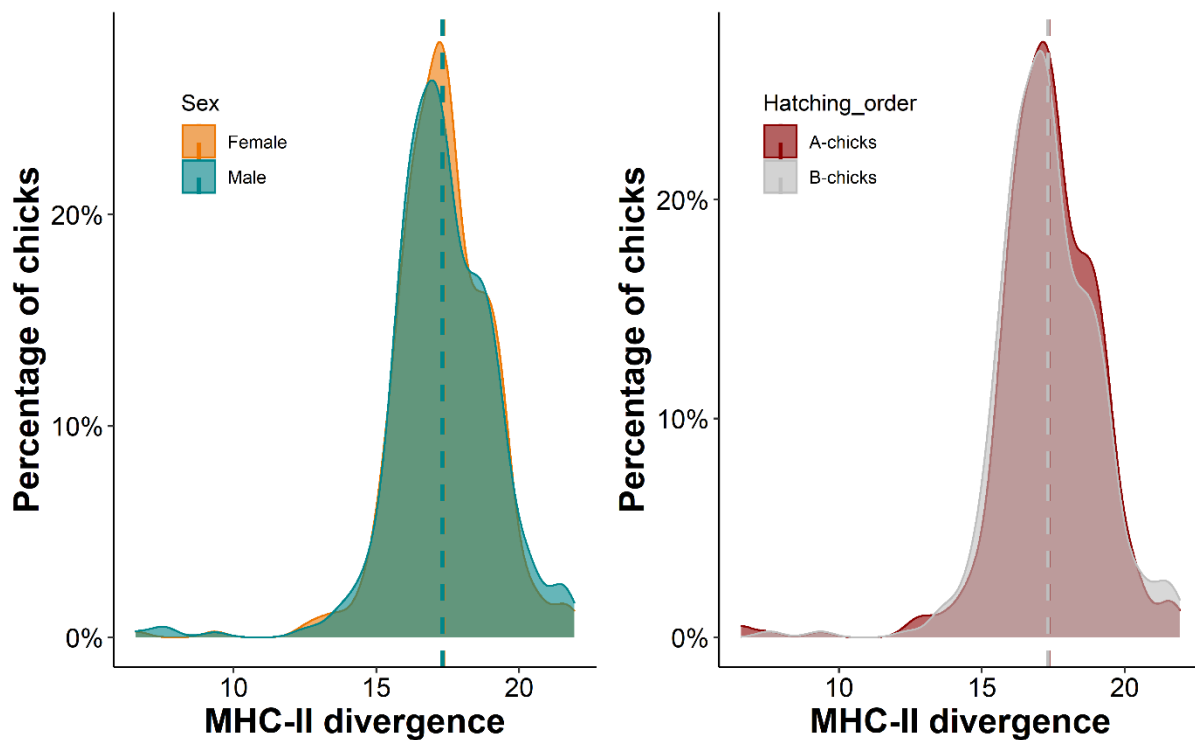 Percentage of chicks
Sex
Female
Male
20%
10%
0%
10
15
20
MHC-II divergence
Percentage of chicks
Hatching_order
A-chicks
B-chicks
20%
10%
0%
10
15
20
MHC-II divergence